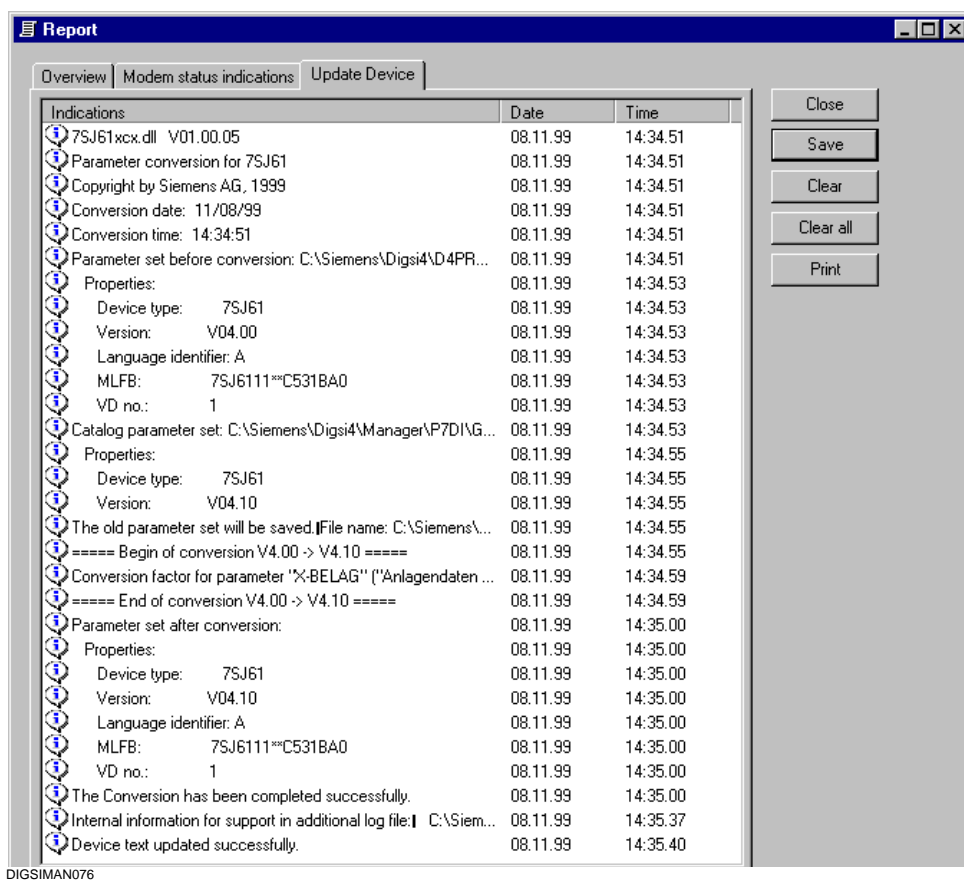 Report
Overview Modem status indications Update Device
Indications Date Time
7SJ61xcx.dll V01.00.05 08.11.99 14:34.51
Parameter conversion for 7SJ61 08.11.99 14:34.51
Copyright by Siemens AG, 1999 08.11.99 14:34.51
Conversion date: 11/08/99 08.11.99 14:34.51
Conversion time: 14:34:51 08.11.99 14:34.51
Parameter set before conversion: C:\Siemens\Digsi4\D4PR... 08.11.99 14:34.51
Properties: 08.11.99 14:34.53
Device type: 7SJ61 08.11.99 14:34.53
Version: V04.00 08.11.99 14:34.53
Language identifier: A 08.11.99 14:34.53
MLFB: 7SJ6111**C531BA0 08.11.99 14:34.53
VD no.: 1 08.11.99 14:34.53
Catalog parameter set: C:\Siemens\Digsi4\Manager\P7DI\G... 08.11.99 14:34.53
Properties: 08.11.99 14:34.55
Device type: 7SJ61 08.11.99 14:34.55
Version: V04.10 08.11.99 14:34.55
The old parameter set will be saved.|File name: C:\Siemens\... 08.11.99 14:34.55
===== Begin of conversion V4.00 -> V4.10 ===== 08.11.99 14:34.55
Conversion factor for parameter "X-BELAG" ("Anlagendaten ... 08.11.99 14:34.59
===== End of conversion V4.00 -> V4.10 ===== 08.11.99 14:34.59
Parameter set after conversion: 08.11.99 14:35.00
Properties: 08.11.99 14:35.00
Device type: 7SJ61 08.11.99 14:35.00
Version: V04.10 08.11.99 14:35.00
Language identifier: A 08.11.99 14:35.00
MLFB: 7SJ6111**C531BA0 08.11.99 14:35.00
VD no.: 1 08.11.99 14:35.00
The Conversion has been completed successfully. 08.11.99 14:35.00
Internal information for support in additional log file:| C:\Siem... 08.11.99 14:35.37
Device text updated successfully. 08.11.99 14:35.40
Close
Save
Clear
Clear all
Print
DIGSIMAN076